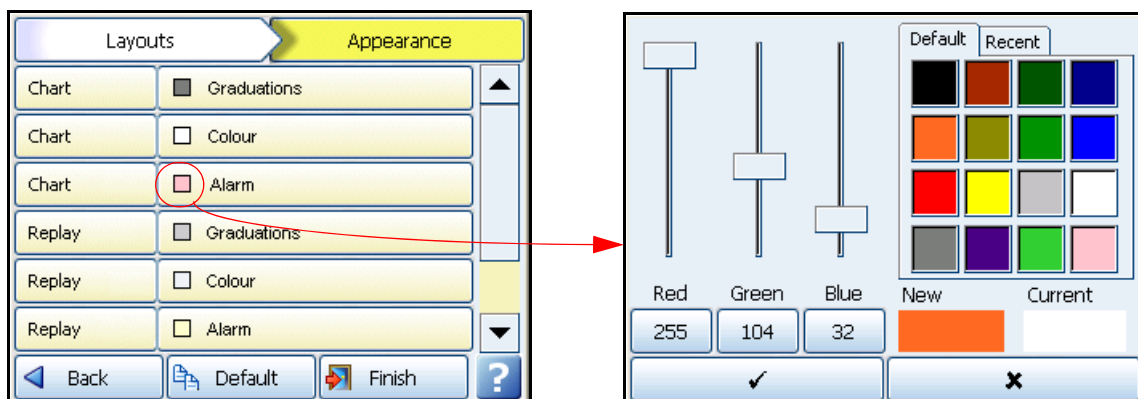 Layouts Appearance
Chart Graduations
Chart Colour
Chart Alarm
Replay Graduations
Replay Colour
Replay Alarm
Back Default Finish ?
Default Recent
Red Green Blue New Current
255 104 32